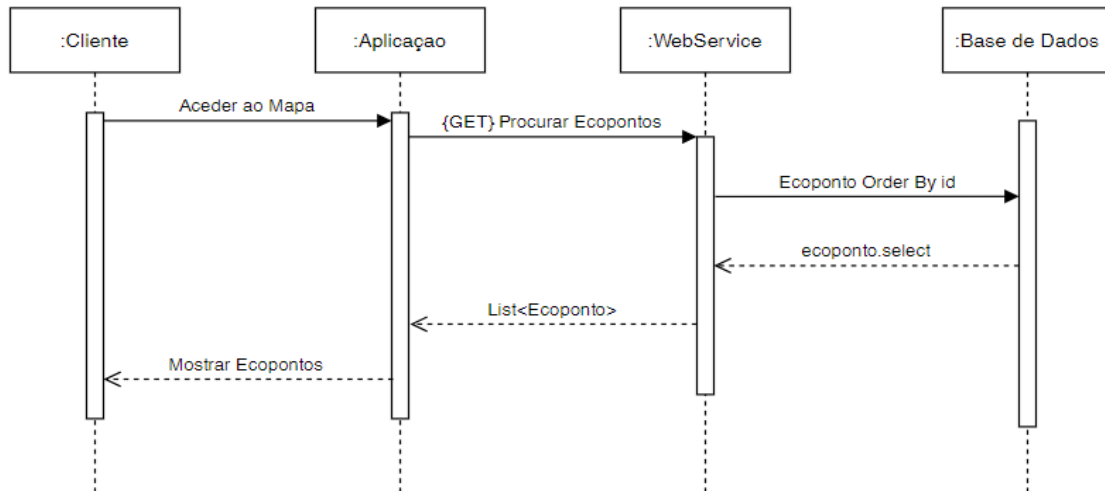 :Cliente
:Aplicaçao
:WebService
:Base de Dados
Aceder ao Mapa
{GET} Procurar Ecopontos
Ecoponto Order By id
ecoponto.select
List<Ecoponto>
Mostrar Ecopontos